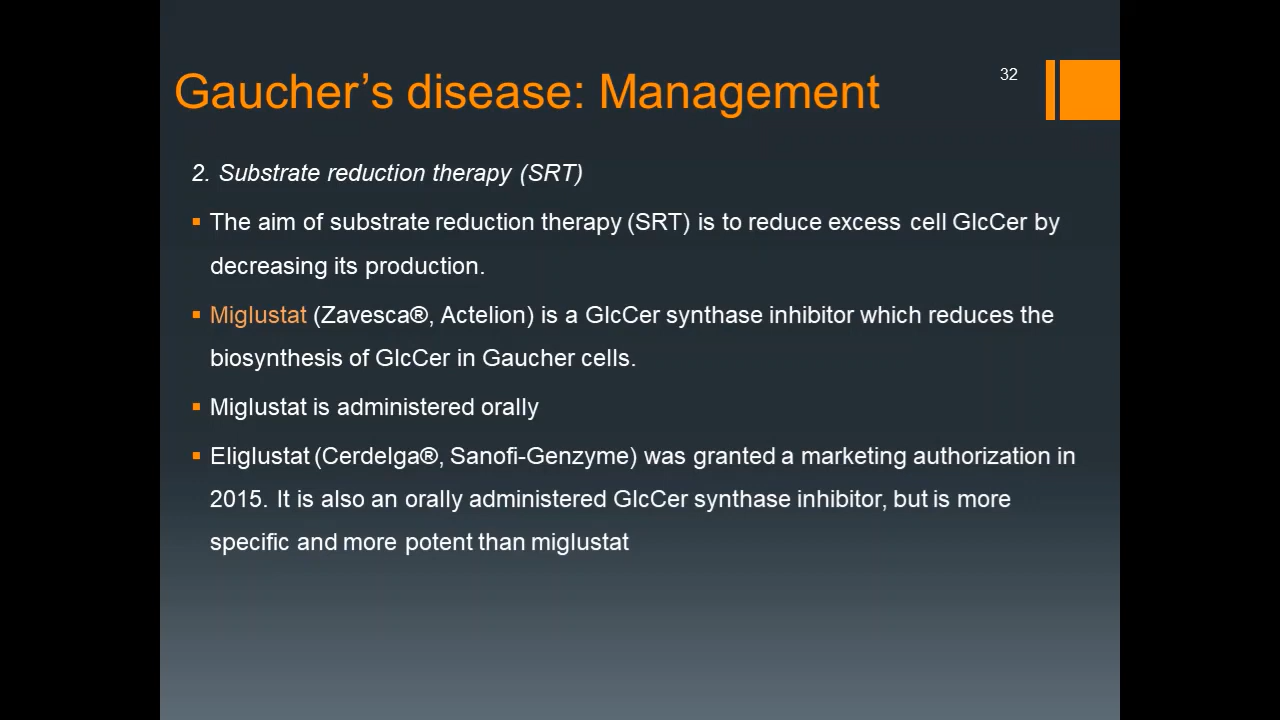 32
Gaucher’s disease: Management
2. Substrate reduction therapy (SRT)
▪ The aim of substrate reduction therapy (SRT) is to reduce excess cell GlcCer by
decreasing its production.
▪ Miglustat (Zavesca®, Actelion) is a GlcCer synthase inhibitor which reduces the
biosynthesis of GlcCer in Gaucher cells.
▪ Miglustat is administered orally
▪ Eliglustat (Cerdelga®, Sanofi-Genzyme) was granted a marketing authorization in
2015. It is also an orally administered GlcCer synthase inhibitor, but is more
specific and more potent than miglustat